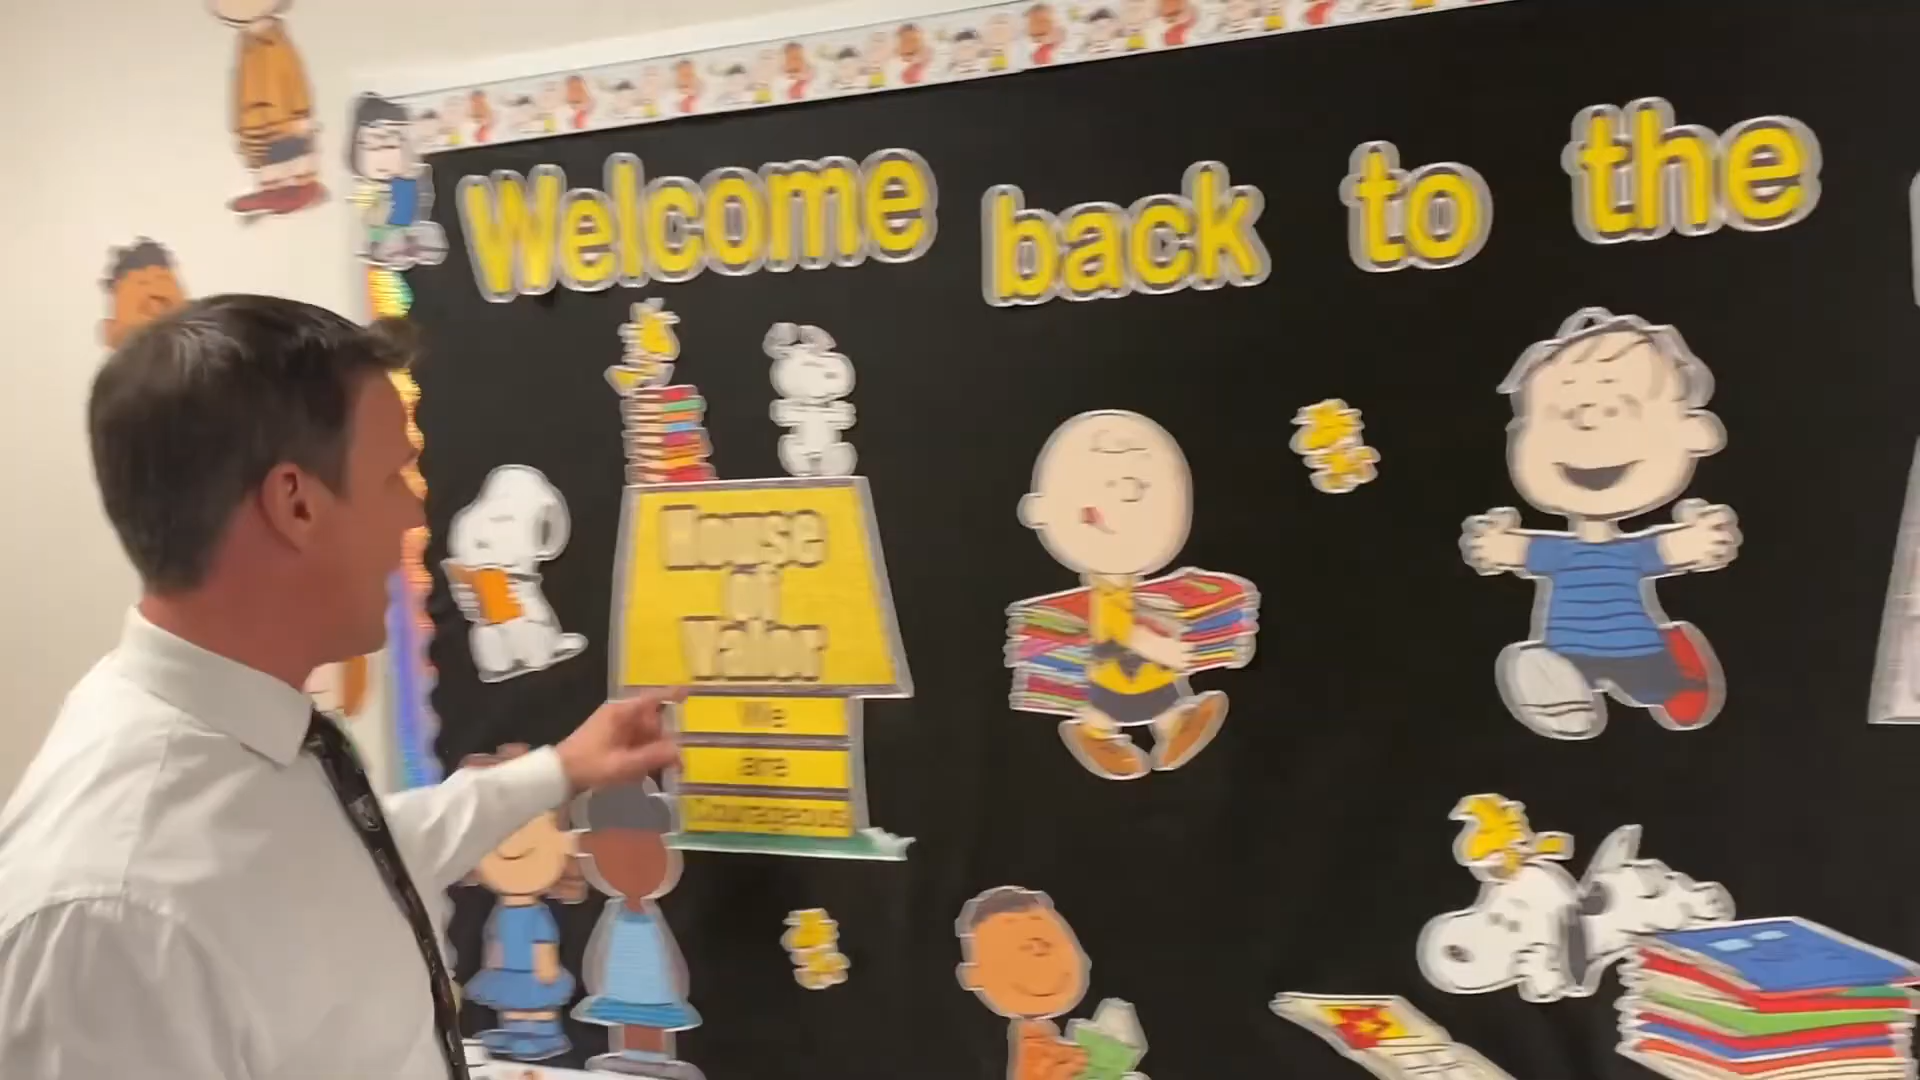 Welcome back to the
House
of
Valor
We
are
Courageous